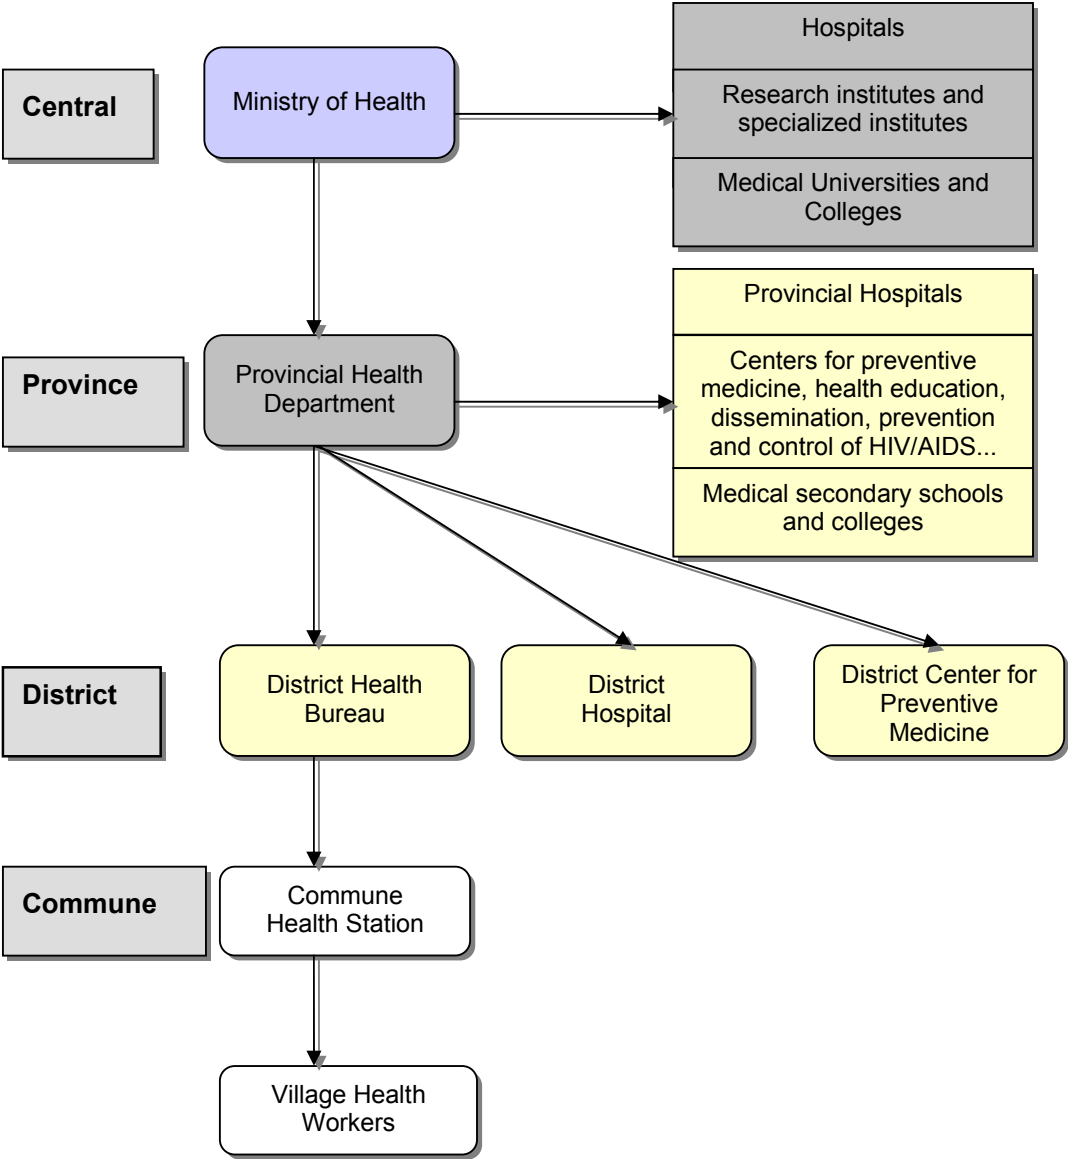 Central
Ministry of Health
Hospitals
Research institutes and
specialized institutes
Medical Universities and
Colleges
Province
Provincial Health
Department
Provincial Hospitals
Centers for preventive
medicine, health education,
dissemination, prevention
and control of HIV/AIDS...
Medical secondary schools
and colleges
District
District Health
Bureau
District
Hospital
District Center for
Preventive
Medicine
Commune
Commune
Health Station
Village Health
Workers